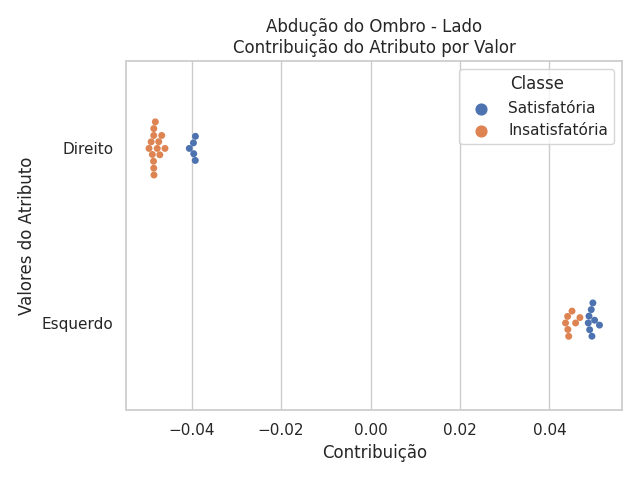 Abdução do Ombro - Lado
Contribuição do Atributo por Valor
Classe
Satisfatória
Insatisfatória
Valores do Atributo
Direito
Esquerdo
−0.04
−0.02
0.00
0.02
0.04
Contribuição